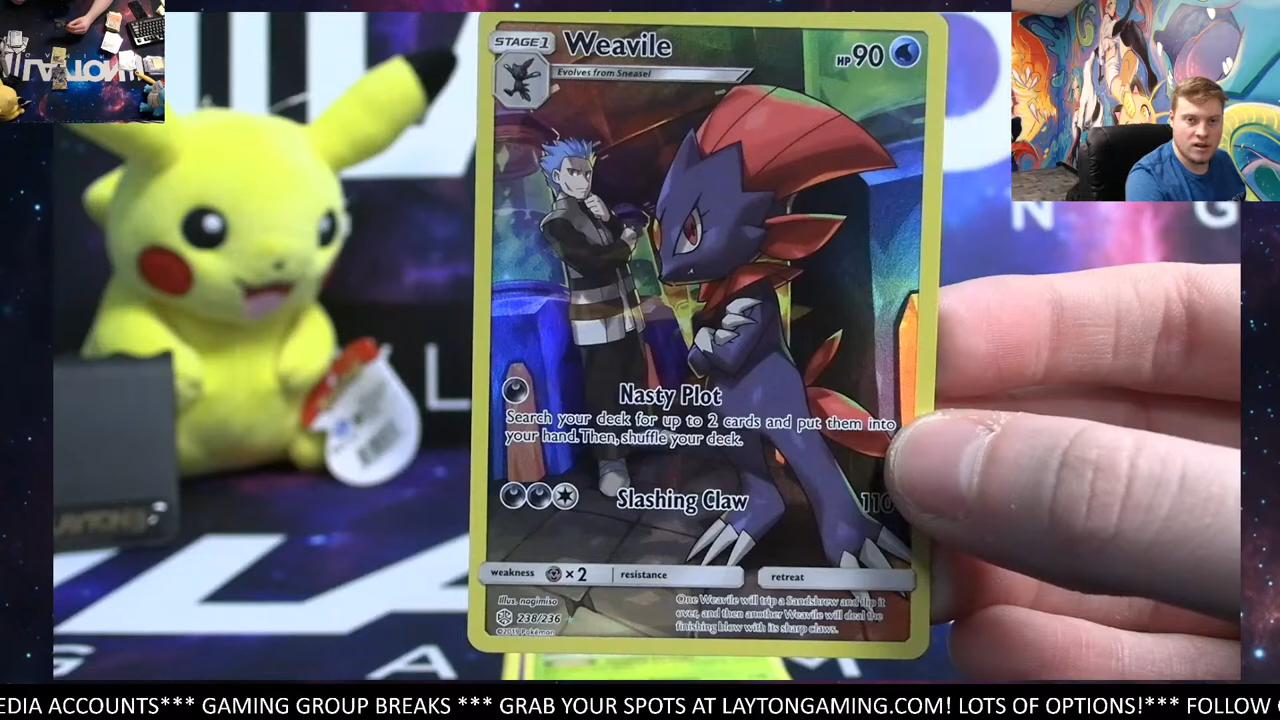 STAGE1
Weavile
HP90
Evolves from Sneasel
Nasty Plot
Search your deck for up to 2 cards and put them into
your hand. Then, shuffle your deck.
Slashing Claw
110
weakness ×2
resistance
retreat
Illus. nagimiso
238/236
©2019 Pokémon
One Weavile will trip a Sandshrew and flip it
over, and then another Weavile will deal the
finishing blow with its sharp claws.
N G
L
G A M
EDIA ACCOUNTS*** GAMING GROUP BREAKS *** GRAB YOUR SPOTS AT LAYTONGAMING.COM! LOTS OF OPTIONS!*** FOLLOW